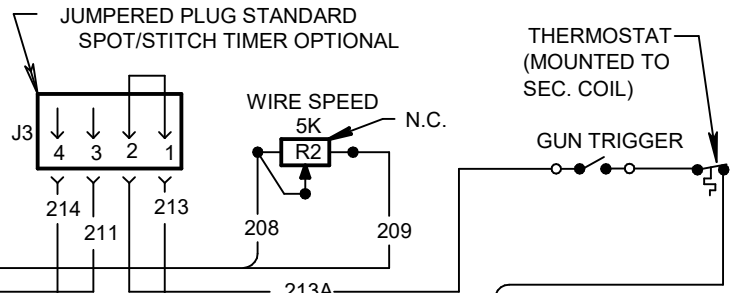 JUMPERED PLUG STANDARD
SPOT/STITCH TIMER OPTIONAL
THERMOSTAT
(MOUNTED TO
SEC. COIL)
WIRE SPEED
5K
N.C.
J3
R2
GUN TRIGGER
4 3 2 1
214 213
211
208
209
213A